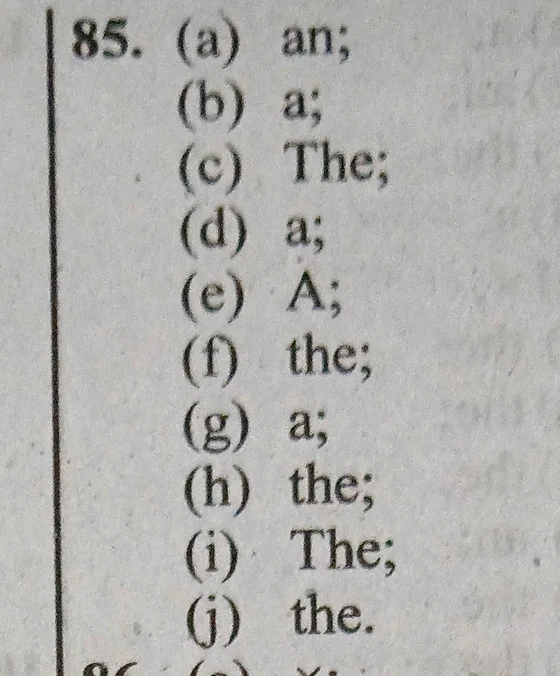 85. (a) an;
(b) a;
(c) The;
(d) a;
(e) A;
(f) the;
(g) a;
(h) the;
(i) The;
(j) the.